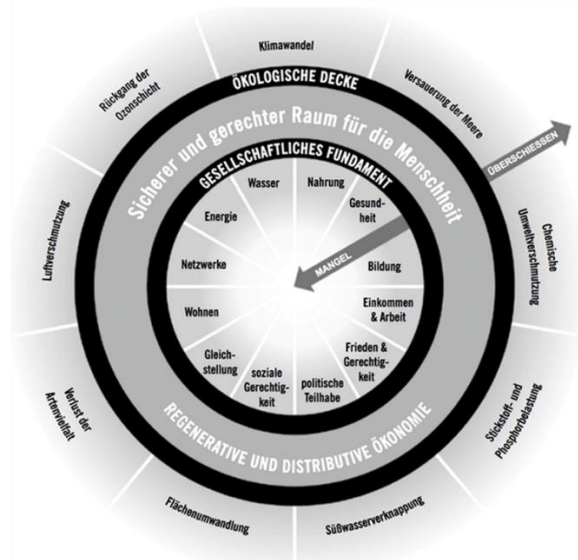 Klimawandel
ÖKOLOGISCHE DECKE
Rückgang der
Ozonschicht
Versauerung der Meere
Sicherer und gerechter Raum für die Menschheit
ÜBERSCHIESSEN
GESELLSCHAFTLICHES FUNDAMENT
Wasser
Nahrung
Energie
Gesund-
heit
MANGEL
Luftverschmutzung
Chemische
Umweltverschmutzung
Netzwerke
Bildung
Wohnen
Einkommen
& Arbeit
Gleich-
stellung
Frieden &
Gerechtig-
keit
soziale
Gerechtig-
keit
politische
Teilhabe
Verlust der
Artenvielfalt
Stickstoff- und
Phosphorbelastung
REGENERATIVE UND DISTRIBUTIVE ÖKONOMIE
Flächenumwandlung
Süßwasserverknappung